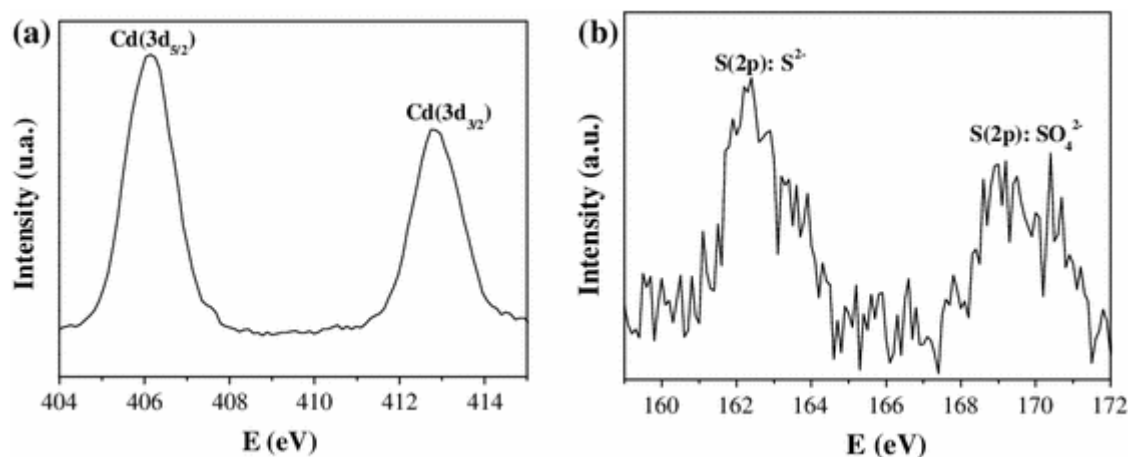 (a)
Cd(3d5/2)
Cd(3d3/2)
Intensity (u.a.)
404 406 408 410 412 414
E (eV)
(b)
S(2p): S2-
S(2p): SO42-
Intensity (a.u.)
160 162 164 166 168 170 172
E (eV)